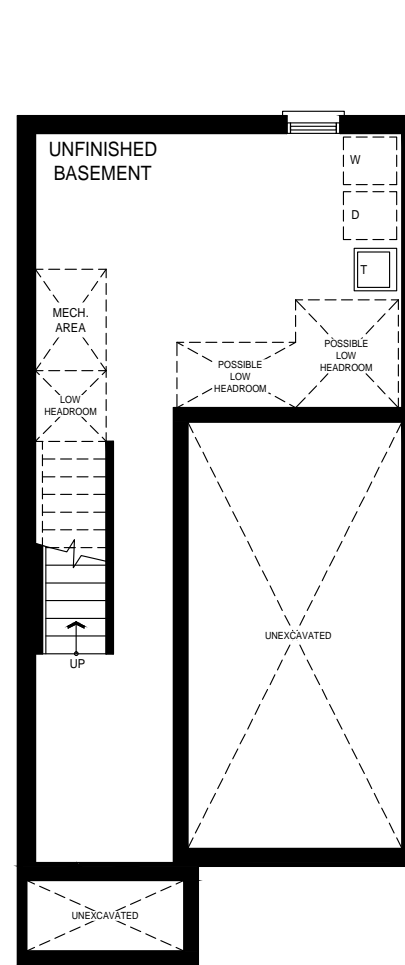 UNFINISHED
BASEMENT
W
D
T
MECH.
AREA
POSSIBLE
LOW
HEADROOM
POSSIBLE
LOW
HEADROOM
LOW
HEADROOM
UP
UNEXCAVATED
UNEXCAVATED